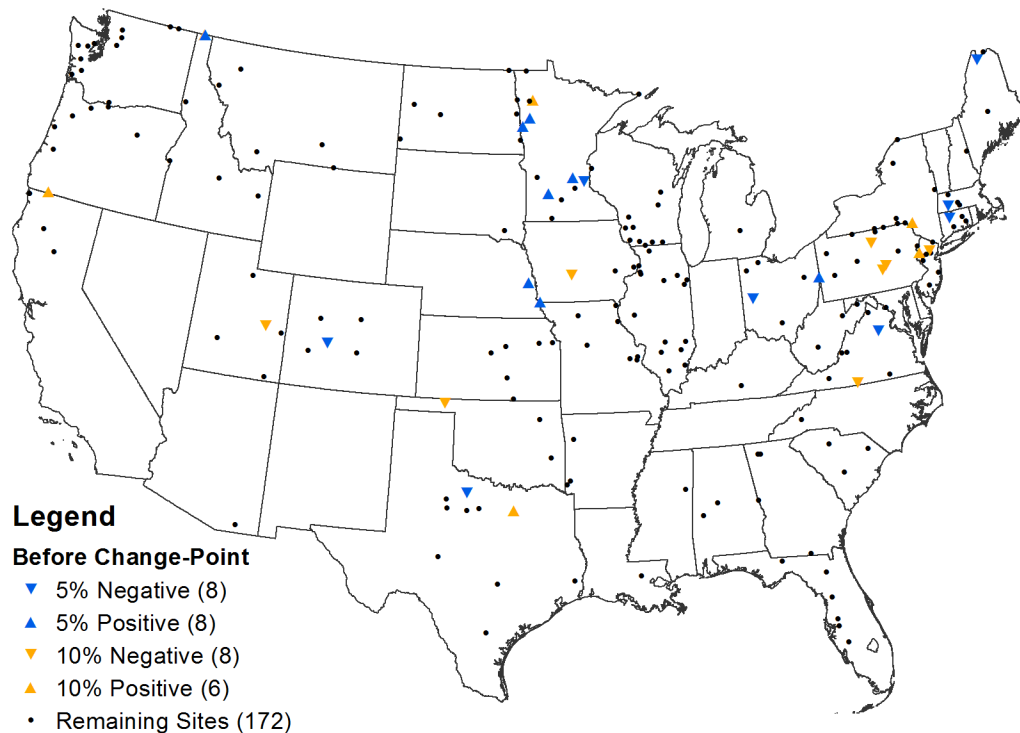 Legend
Before Change-Point
5% Negative (8)
5% Positive (8)
10% Negative (8)
10% Positive (6)
Remaining Sites (172)